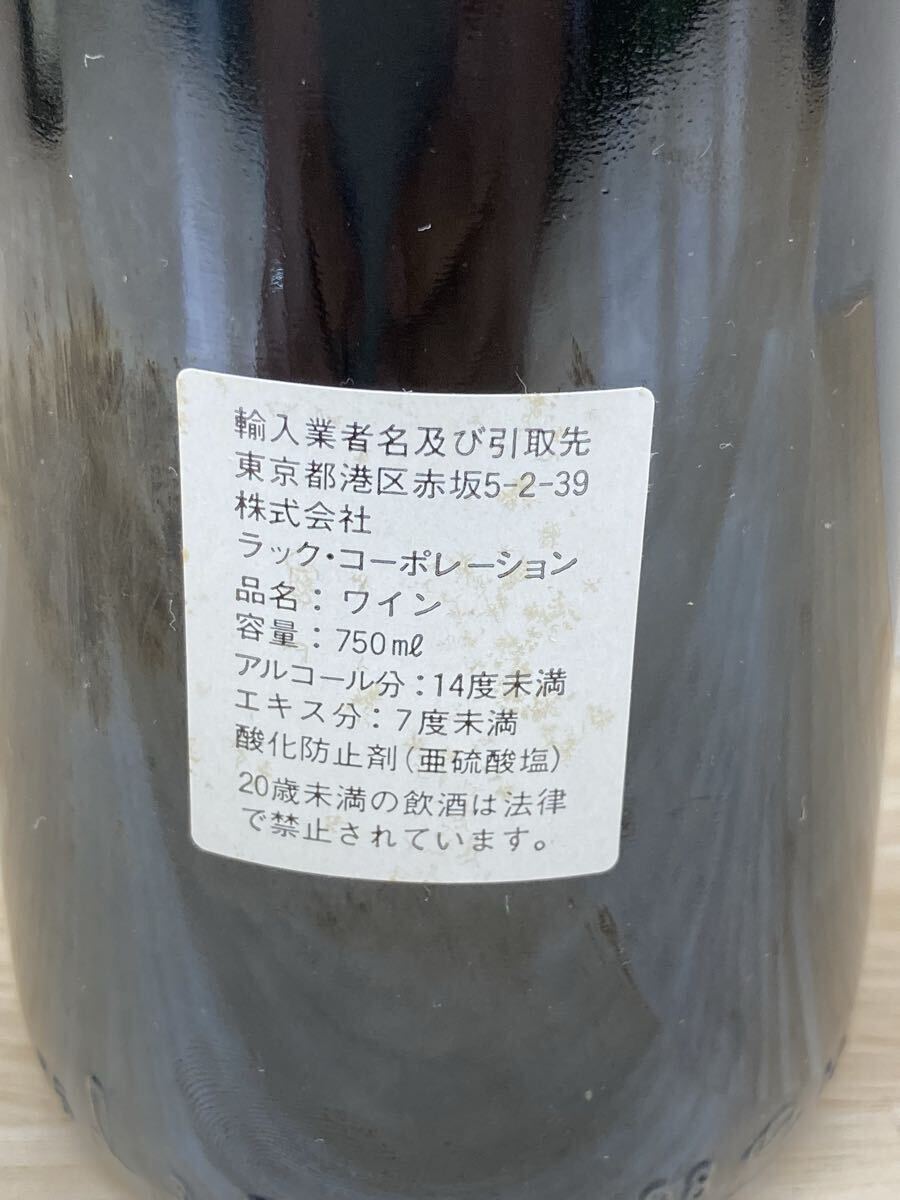 輸入業者名及び引取先
東京都港区赤坂5-2-39
株式会社
ラック・コーポレーション
品名：ワイン
容量：750mℓ
アルコール分：14度未満
エキス分：7度未満
酸化防止剤(亜硫酸塩)
20歳未満の飲酒は法律
で禁止されています。